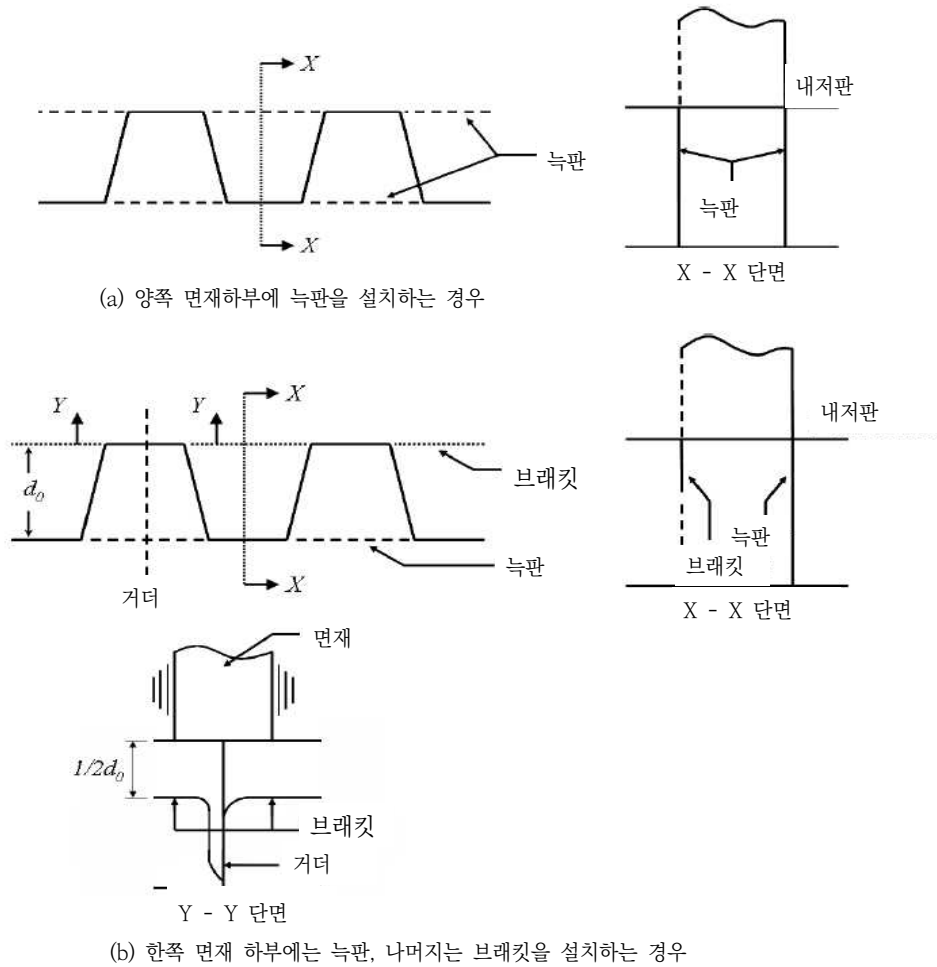 X
내저판
늑판
늑판
X
X - X 단면
(a) 양쪽 면재하부에 늑판을 설치하는 경우
Y
Y
X
내저판
d₀
브래킷
늑판
늑판
브래킷
거더
X
X - X 단면
면재
1/2d₀
브래킷
거더
Y - Y 단면
(b) 한쪽 면재 하부에는 늑판, 나머지는 브래킷을 설치하는 경우